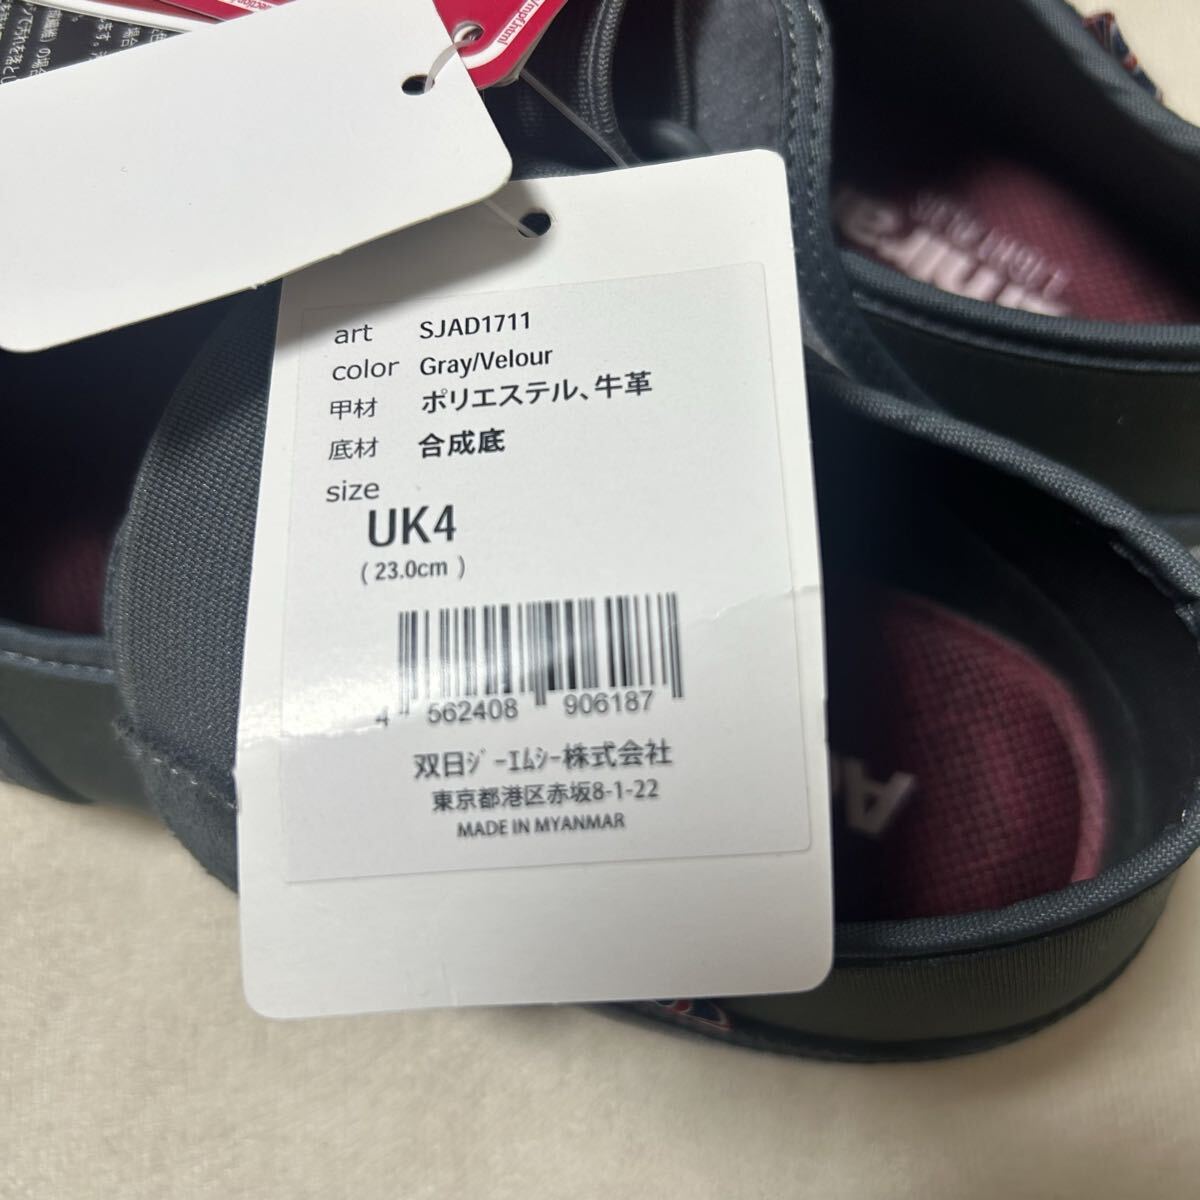 /mpf.html
art SJAD1711
color Gray/Velour
甲材 ポリエステル、牛革
底材 合成底
size
UK4
( 23.0cm )
4 562408 906187
双日ｼﾞｰｴﾑｼｰ株式会社
東京都港区赤坂8-1-22
MADE IN MYANMAR